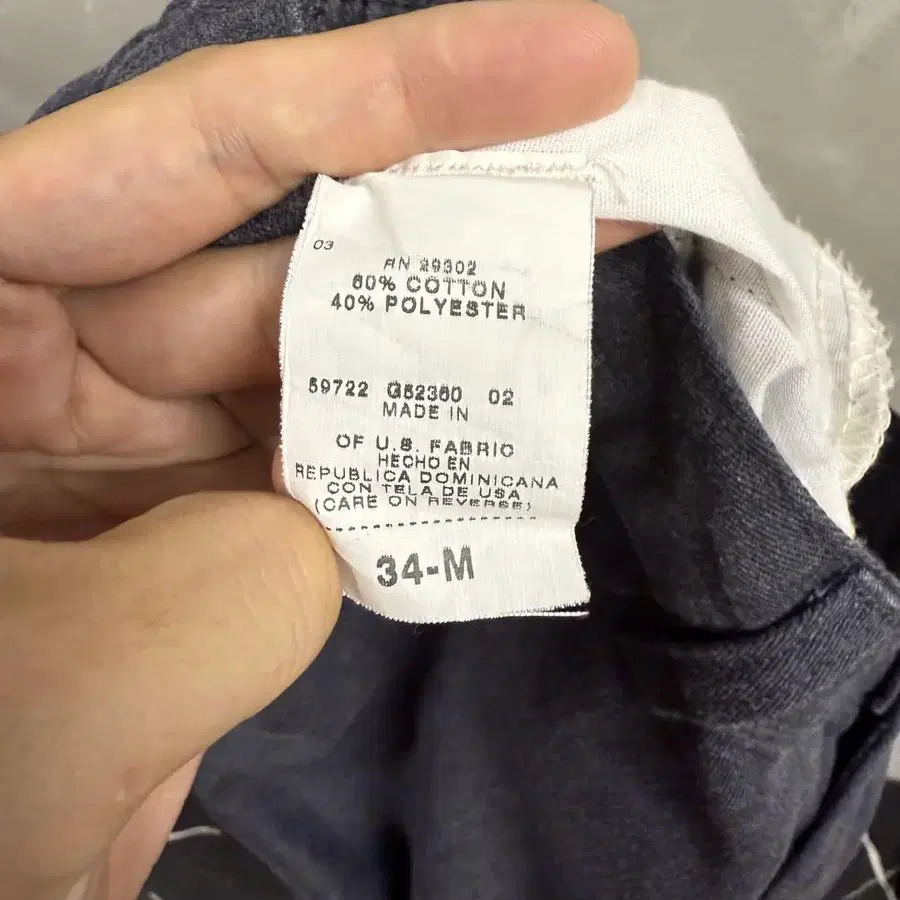 03
RN 29302
60% COTTON
40% POLYESTER
59722 G52360 02
MADE IN
OF U.S. FABRIC
HECHO EN
REPUBLICA DOMINICANA
CON TELA DE USA
(CARE ON REVERSE)
34-M